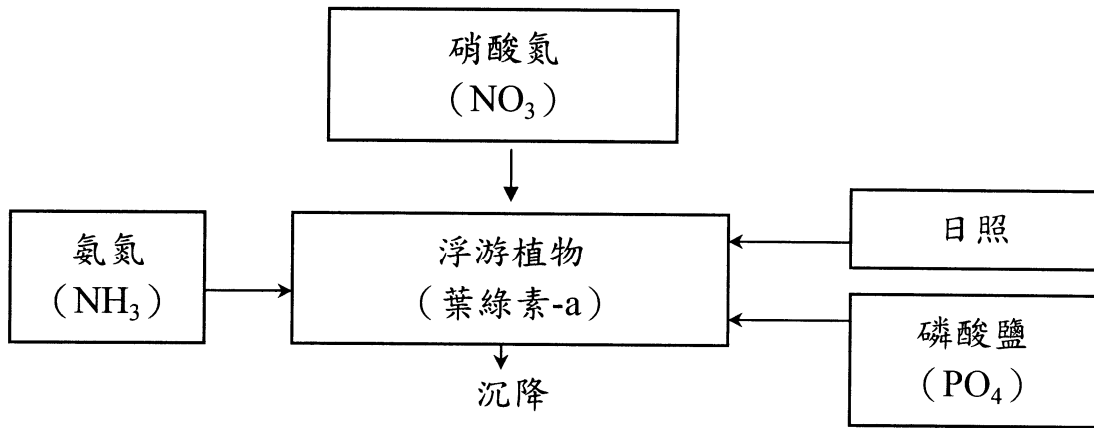 硝酸氮
（NO₃）
氨氮
（NH₃）
浮游植物
（葉綠素-a）
日照
磷酸鹽
（PO₄）
沉降